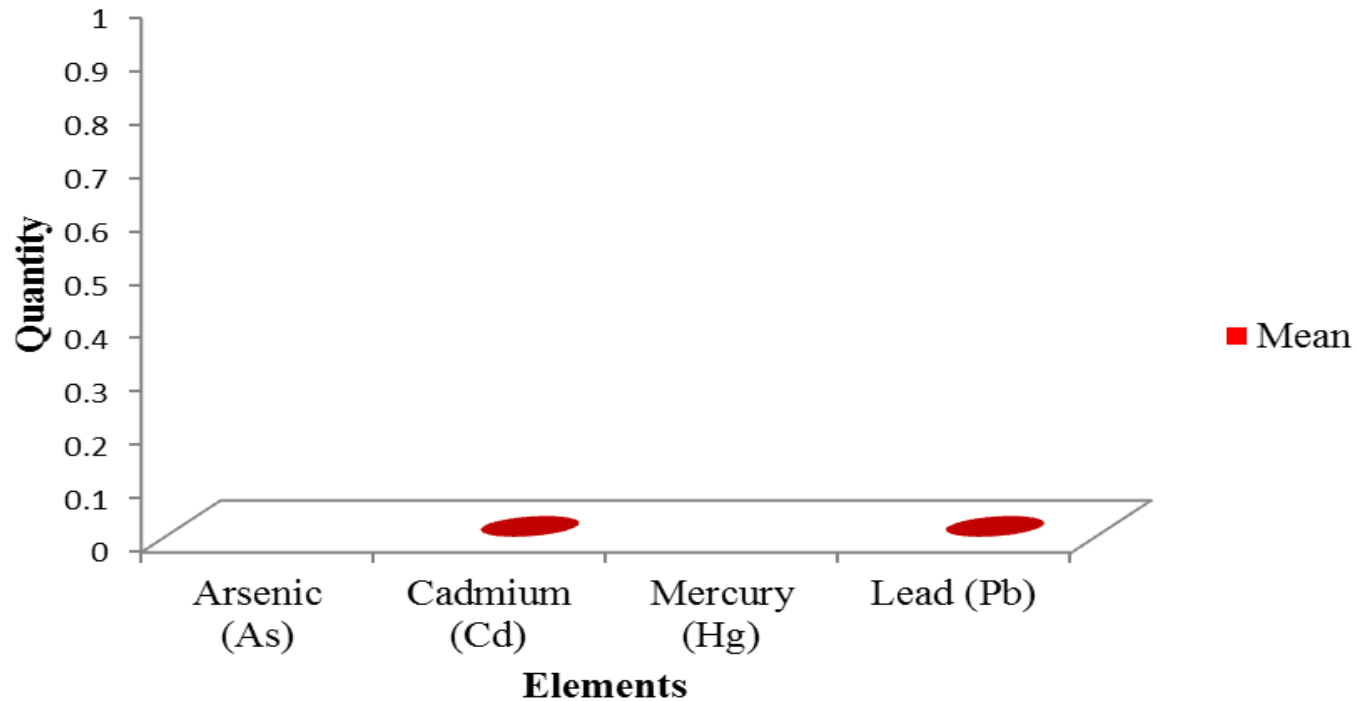 1
0.9
0.8
0.7
0.6
0.5
0.4
0.3
0.2
0.1
0
Quantity
Arsenic
(As)
Cadmium
(Cd)
Mercury
(Hg)
Lead (Pb)
Elements
Mean